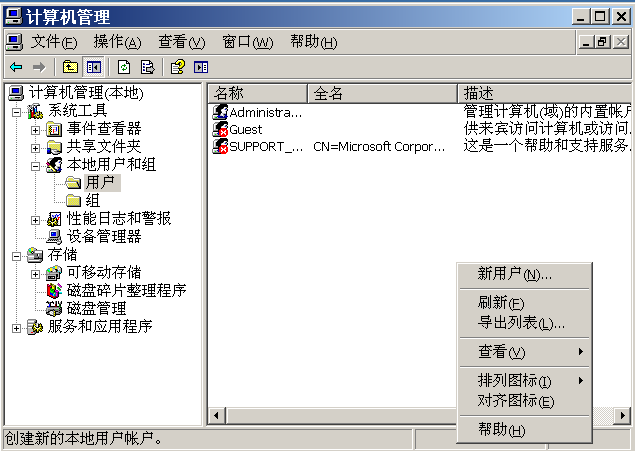 计算机管理
文件(F) 操作(A) 查看(V) 窗口(W) 帮助(H)
计算机管理(本地)
系统工具
事件查看器
共享文件夹
本地用户和组
用户
组
性能日志和警报
设备管理器
存储
可移动存储
磁盘碎片整理程序
磁盘管理
服务和应用程序
名称 全名 描述
Administra... 管理计算机(域)的内置帐户
Guest 供来宾访问计算机或访问.
SUPPORT_... CN=Microsoft Corpor... 这是一个帮助和支持服务.
新用户(N)...
刷新(F)
导出列表(L)...
查看(V)
排列图标(I)
对齐图标(E)
帮助(H)
创建新的本地用户帐户。